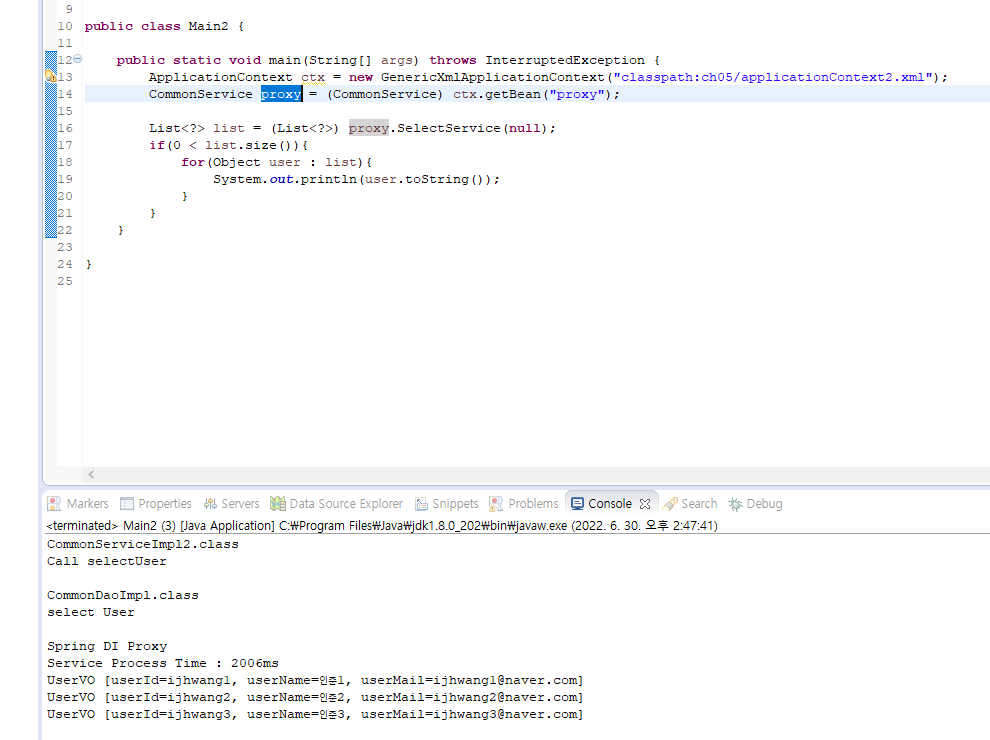 9
10 public class Main2 {
11
12 public static void main(String[] args) throws InterruptedException {
13 ApplicationContext ctx = new GenericXmlApplicationContext("classpath:ch05/applicationContext2.xml");
14 CommonService proxy = (CommonService) ctx.getBean("proxy");
15
16 List<?> list = (List<?>) proxy.SelectService(null);
17 if(0 < list.size()){
18 for(Object user : list){
19 System.out.println(user.toString());
20 }
21 }
22 }
23
24 }
25
Markers Properties Servers Data Source Explorer Snippets Problems Console Search Debug
<terminated> Main2 (3) [Java Application] C:₩Program Files₩Java₩jdk1.8.0_202₩bin₩javaw.exe (2022. 6. 30. 오후 2:47:41)
CommonServiceImpl2.class
Call selectUser
CommonDaoImpl.class
select User
Spring DI Proxy
Service Process Time : 2006ms
UserVO [userId=ijhwang1, userName=인준1, userMail=ijhwang1@naver.com]
UserVO [userId=ijhwang2, userName=인준2, userMail=ijhwang2@naver.com]
UserVO [userId=ijhwang3, userName=인준3, userMail=ijhwang3@naver.com]